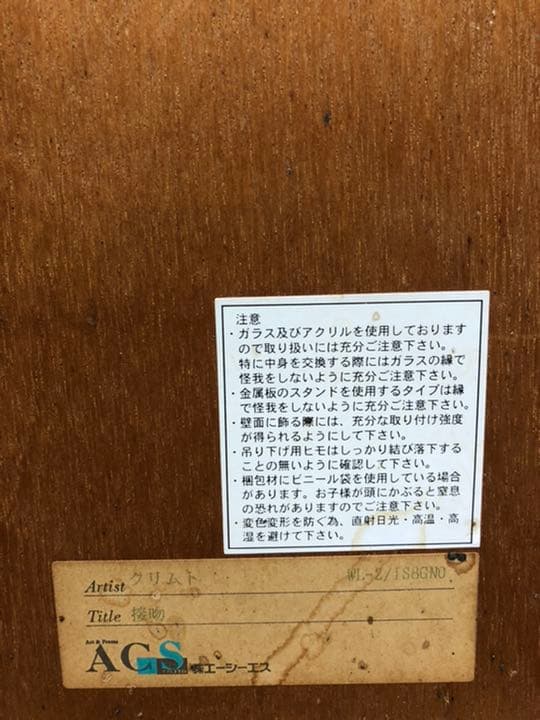 注意
・ガラス及びアクリルを使用しております
ので取り扱いには充分ご注意下さい。
特に中身を交換する際にはガラスの縁で
怪我をしないように充分ご注意下さい。
・金属板のスタンドを使用するタイプは縁
で怪我をしないように充分ご注意下さい。
・壁面に飾る際には、充分な取り付け強度
が得られるようにして下さい。
・吊り下げ用ヒモはしっかり結び落下する
ことの無いように確認して下さい。
・梱包材にビニール袋を使用している場合
があります。お子様が頭にかぶると窒息
の恐れがありますのでご注意下さい。
・変色変形を防ぐ為、直射日光・高温・高
湿を避けて下さい。
Artist クリムト WL-2/IS8GNO
Title 接吻
Art & Frame
ACS ㈱エーシーエス